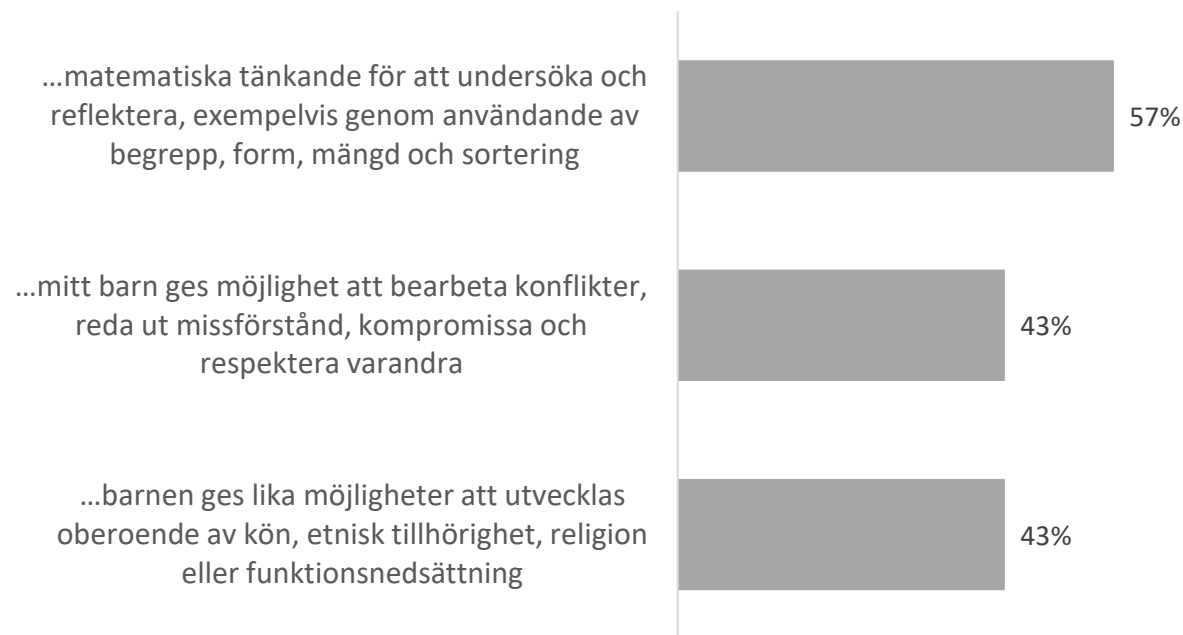 …matematiska tänkande för att undersöka och
reflektera, exempelvis genom användande av
begrepp, form, mängd och sortering
57%
…mitt barn ges möjlighet att bearbeta konflikter,
reda ut missförstånd, kompromissa och
respektera varandra
43%
…barnen ges lika möjligheter att utvecklas
oberoende av kön, etnisk tillhörighet, religion
eller funktionsnedsättning
43%